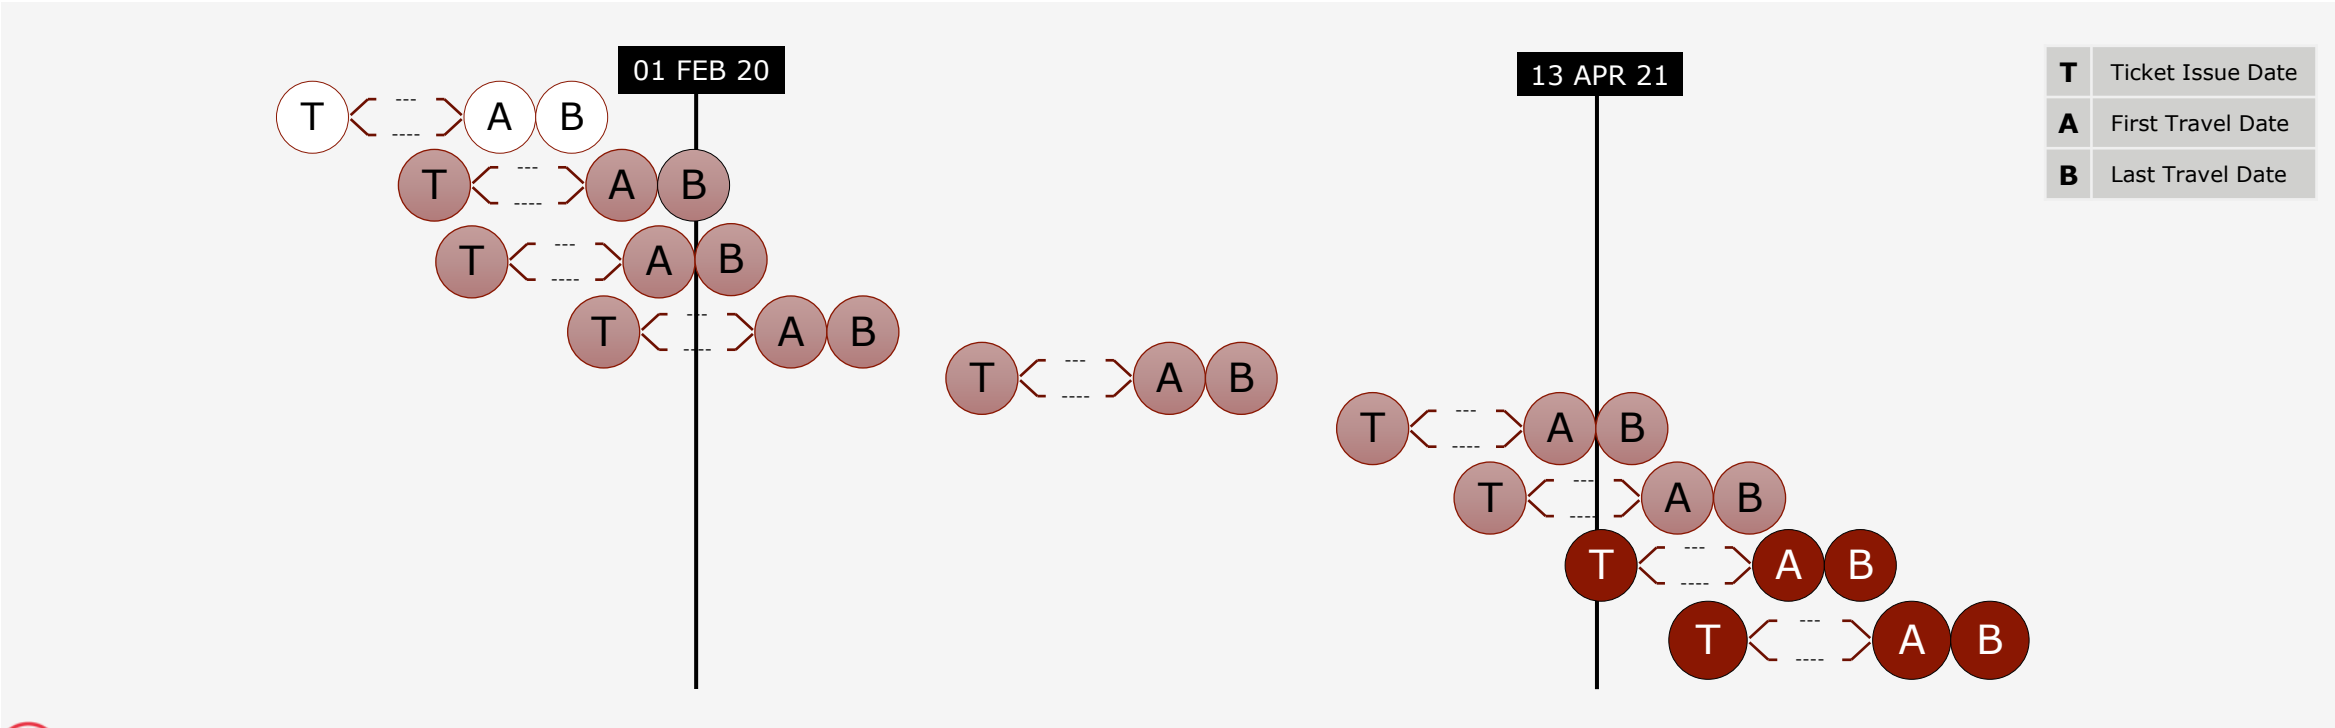 01 FEB 20
13 APR 21
T Ticket Issue Date
A First Travel Date
B Last Travel Date
T --- ---- A B
T --- ---- A B
T --- ---- A B
T --- ---- A B
T --- ---- A B
T --- ---- A B
T --- ---- A B
T --- ---- A B
T --- ---- A B